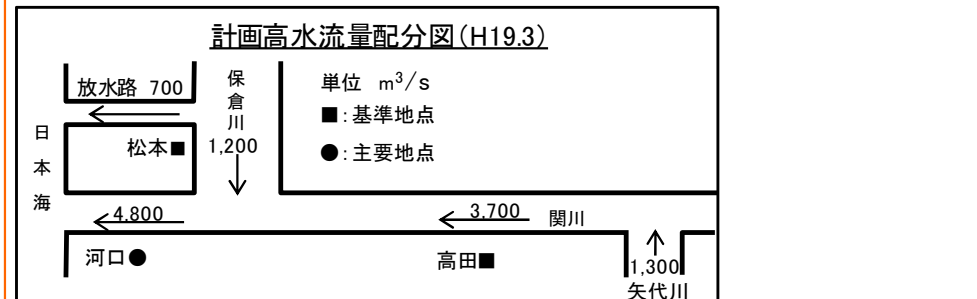 計画高水流量配分図(H19.3)
放水路 700
保倉川
1,200
単位 m³/s
■:基準地点
●:主要地点
日本海
松本■
4,800
3,700
関川
河口●
高田■
1,300
矢代川